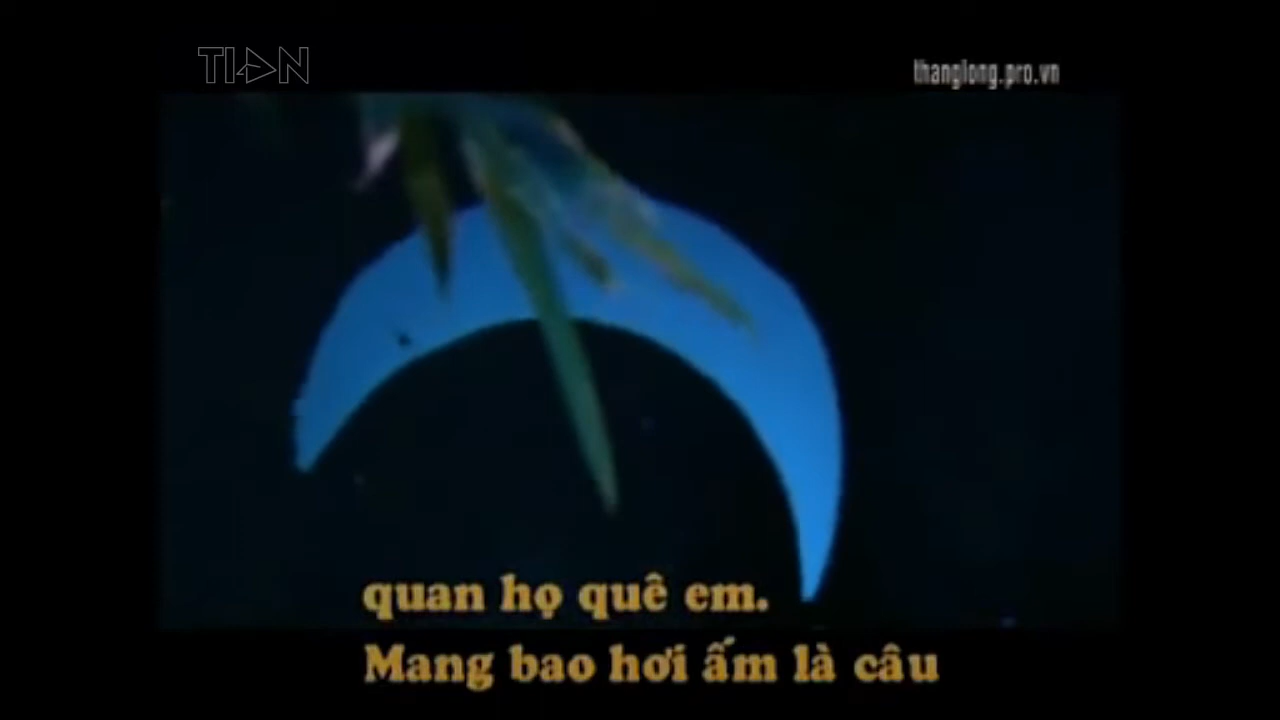 TIAN
thanglong.pro.vn
quan họ quê em.
Mang bao hơi ấm là câu